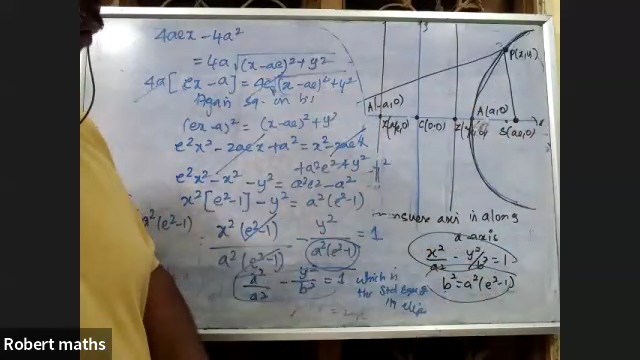 4aex - 4a²
= 4a √(x-ae)² + y²
4a[ex - a] = 4a √(x-ae)² + y²
Again sq. on b.s
(ex-a)² = (x-ae)² + y²
e²x² - 2aex + a² = x² - 2aex
+ a²e² + y²
e²x² - x² - y² = a²e² - a²
x²[e²-1] - y² = a²(e²-1)
a²(e²-1)
x²(e²-1) / a²(e²-1) - y² / a²(e²-1) = 1
x²/a² - y²/b² = 1 which is
the Std
P(x,y)
A'(-a,0)
C(0,0)
A(a,0)
S(ae,0)
axis is along
x-axis
x²/a² - y²/b² = 1
b² = a²(e²-1)
Robert maths